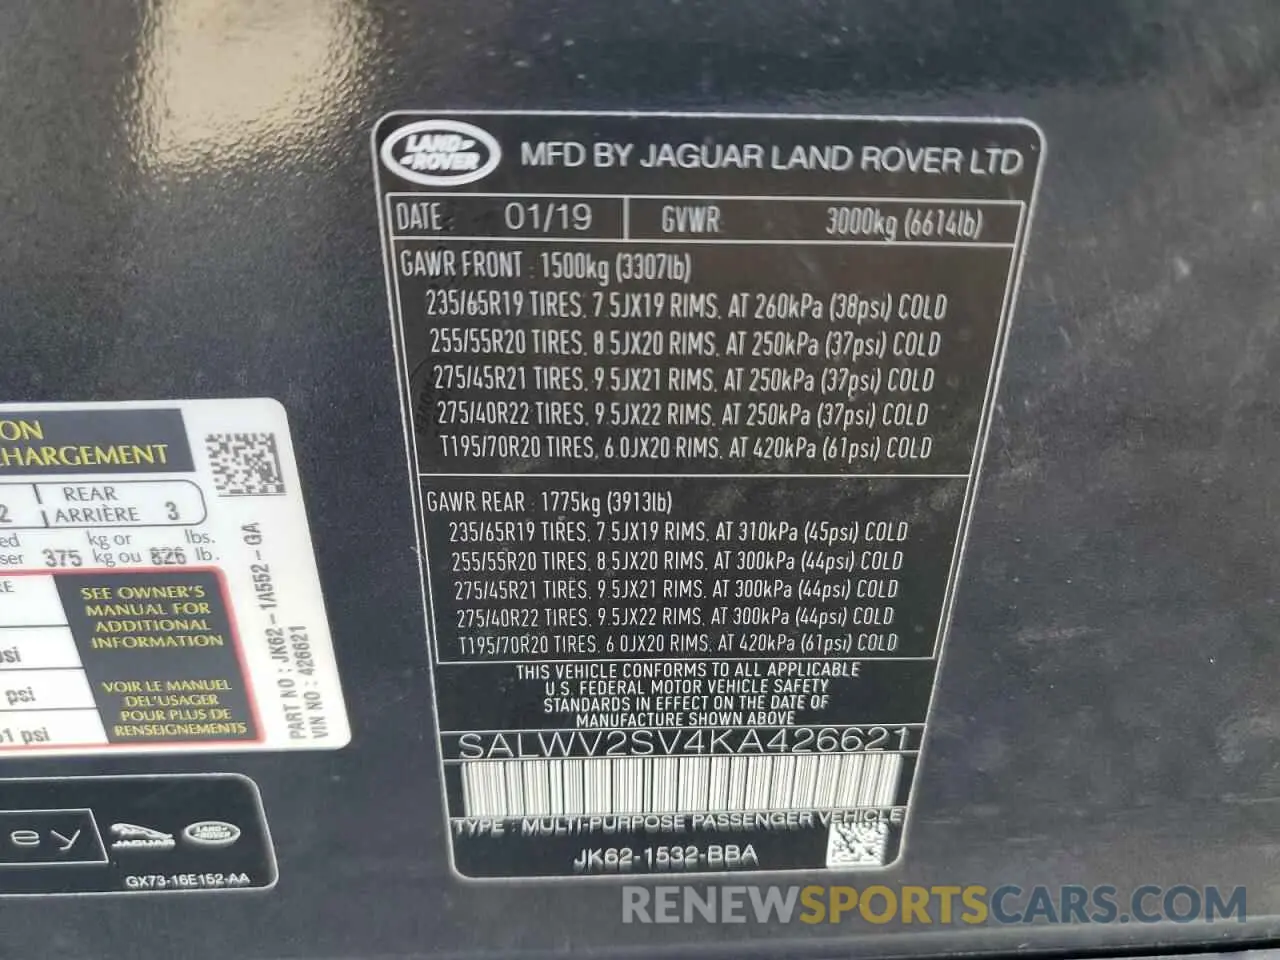 LAND-
-ROVER
MFD BY JAGUAR LAND ROVER LTD
DATE: 01/19 GVWR 3000kg (6614lb)
GAWR FRONT : 1500kg (3307lb)
235/65R19 TIRES, 7.5JX19 RIMS, AT 260kPa (38psi) COLD
255/55R20 TIRES, 8.5JX20 RIMS, AT 250kPa (37psi) COLD
275/45R21 TIRES, 9.5JX21 RIMS, AT 250kPa (37psi) COLD
275/40R22 TIRES, 9.5JX22 RIMS, AT 250kPa (37psi) COLD
T195/70R20 TIRES, 6.0JX20 RIMS, AT 420kPa (61psi) COLD
GAWR REAR : 1775kg (3913lb)
235/65R19 TIRES, 7.5JX19 RIMS, AT 310kPa (45psi) COLD
255/55R20 TIRES, 8.5JX20 RIMS, AT 300kPa (44psi) COLD
275/45R21 TIRES, 9.5JX21 RIMS, AT 300kPa (44psi) COLD
275/40R22 TIRES, 9.5JX22 RIMS, AT 300kPa (44psi) COLD
T195/70R20 TIRES, 6.0JX20 RIMS, AT 420kPa (61psi) COLD
THIS VEHICLE CONFORMS TO ALL APPLICABLE
U.S. FEDERAL MOTOR VEHICLE SAFETY
STANDARDS IN EFFECT ON THE DATE OF
MANUFACTURE SHOWN ABOVE
SALWV2SV4KA426621
TYPE : MULTI-PURPOSE PASSENGER VEHICLE
JK62-1532-BBA
ON
CHARGEMENT
2 REAR
ARRIÈRE 3
ed kg or lbs.
ser 375 kg ou 826 lb.
RE
SEE OWNER'S
MANUAL FOR
ADDITIONAL
INFORMATION
psi
psi
51 psi
VOIR LE MANUEL
DEL'USAGER
POUR PLUS DE
RENSEIGNEMENTS
PART NO : JK62-1A552-GA
VIN NO : 426621
ey
JAGUAR
LAND-
-ROVER
GX73-16E152-AA
RENEWSPORTSCARS.COM